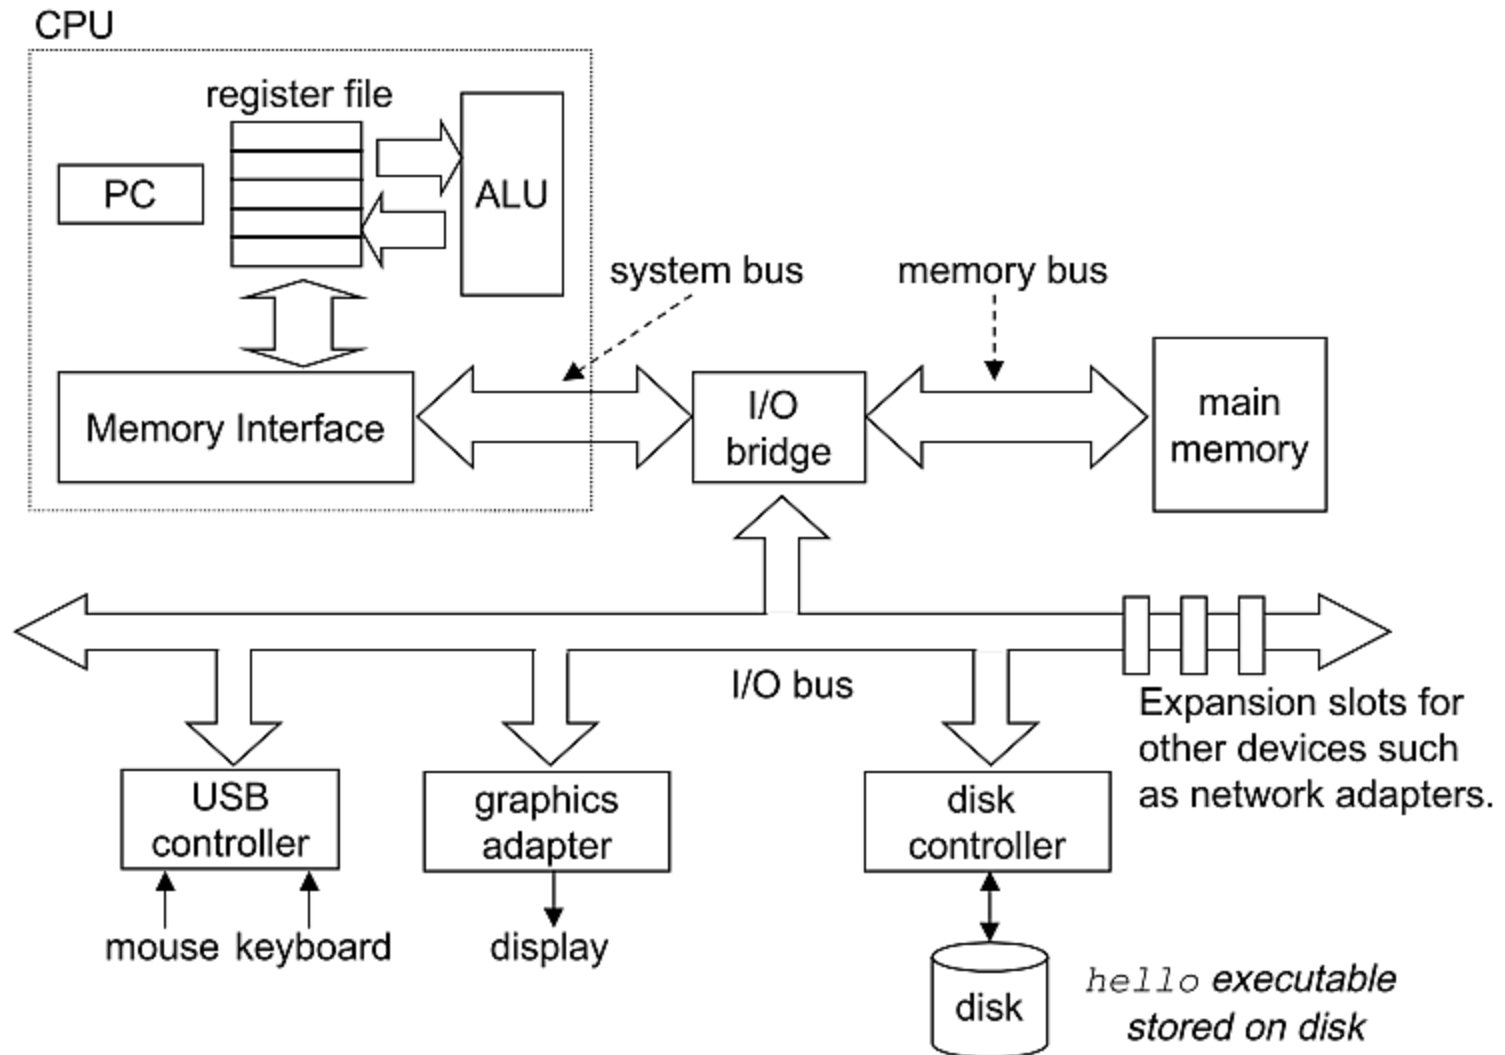 CPU
register file
PC
ALU
system bus
memory bus
Memory Interface
I/O
bridge
main
memory
I/O bus
Expansion slots for
other devices such
as network adapters.
USB
controller
graphics
adapter
disk
controller
mouse
keyboard
display
disk
hello executable
stored on disk